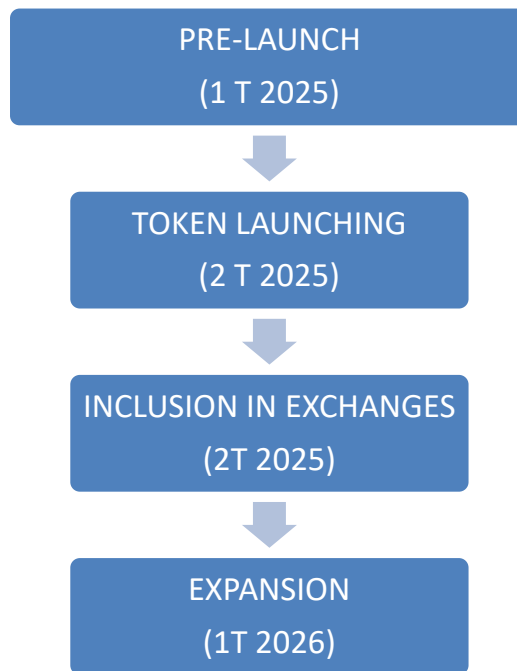 PRE-LAUNCH
(1 T 2025)
TOKEN LAUNCHING
(2 T 2025)
INCLUSION IN EXCHANGES
(2T 2025)
EXPANSION
(1T 2026)